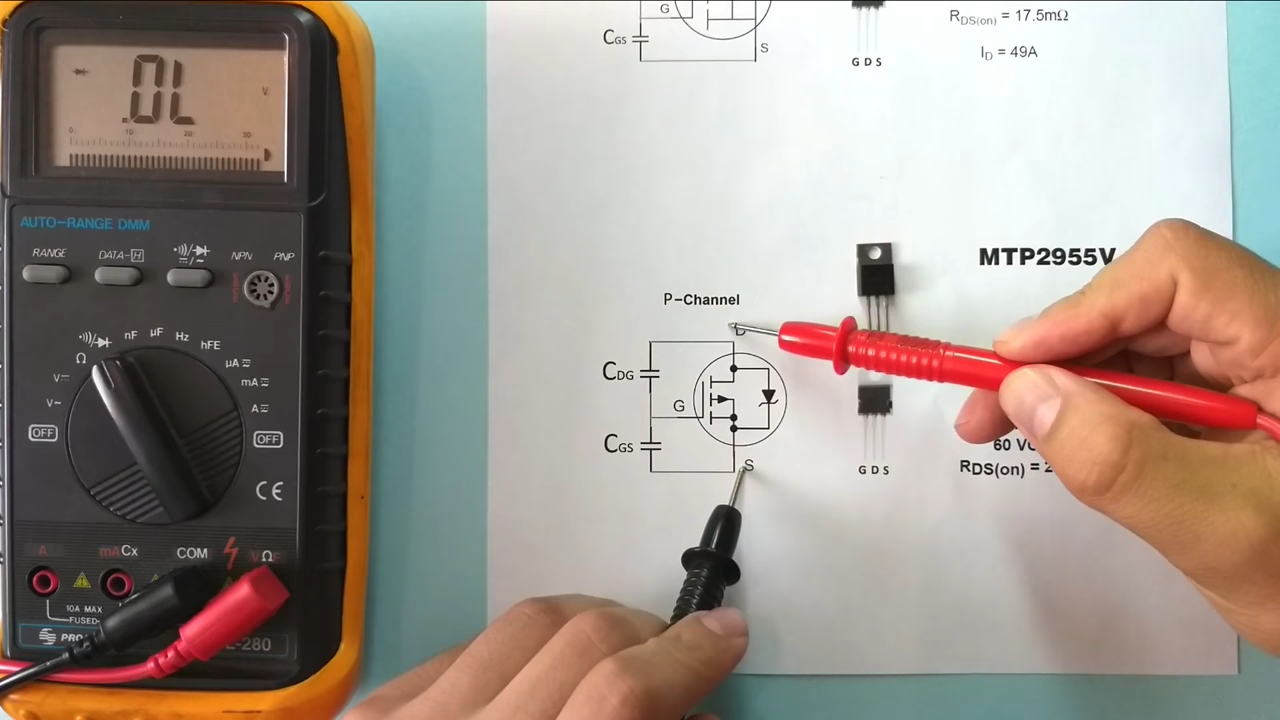 .0L
V
0 10 20 30
AUTO-RANGE DMM
RANGE
DATA-H
NPN
PNP
nF
µF
Hz
hFE
Ω
V
V~
µA
mA
A
OFF
OFF
CE
A
mACx
COM
VΩF
10A MAX
FUSED
-280
G
CGS
S
RDS(on) = 17.5mΩ
ID = 49A
G D S
MTP2955V
P-Channel
D
CDG
G
CGS
S
G D S
60 V
RDS(on) =